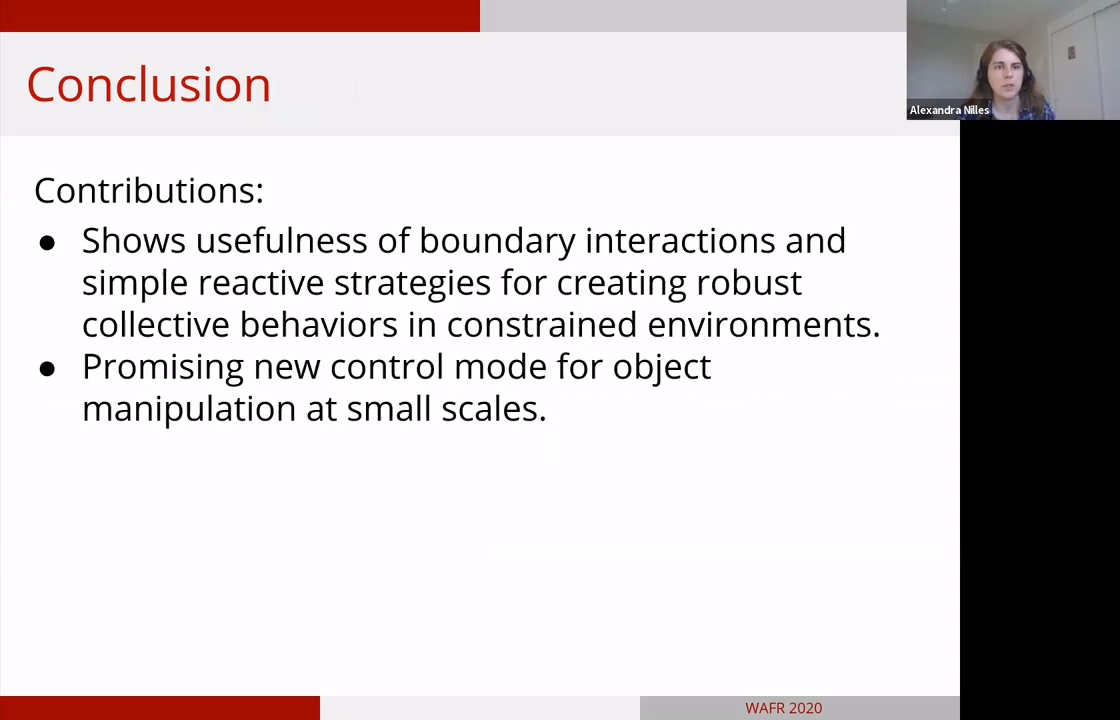 Conclusion
Alexandra Nilles
Contributions:
● Shows usefulness of boundary interactions and
simple reactive strategies for creating robust
collective behaviors in constrained environments.
● Promising new control mode for object
manipulation at small scales.
WAFR 2020